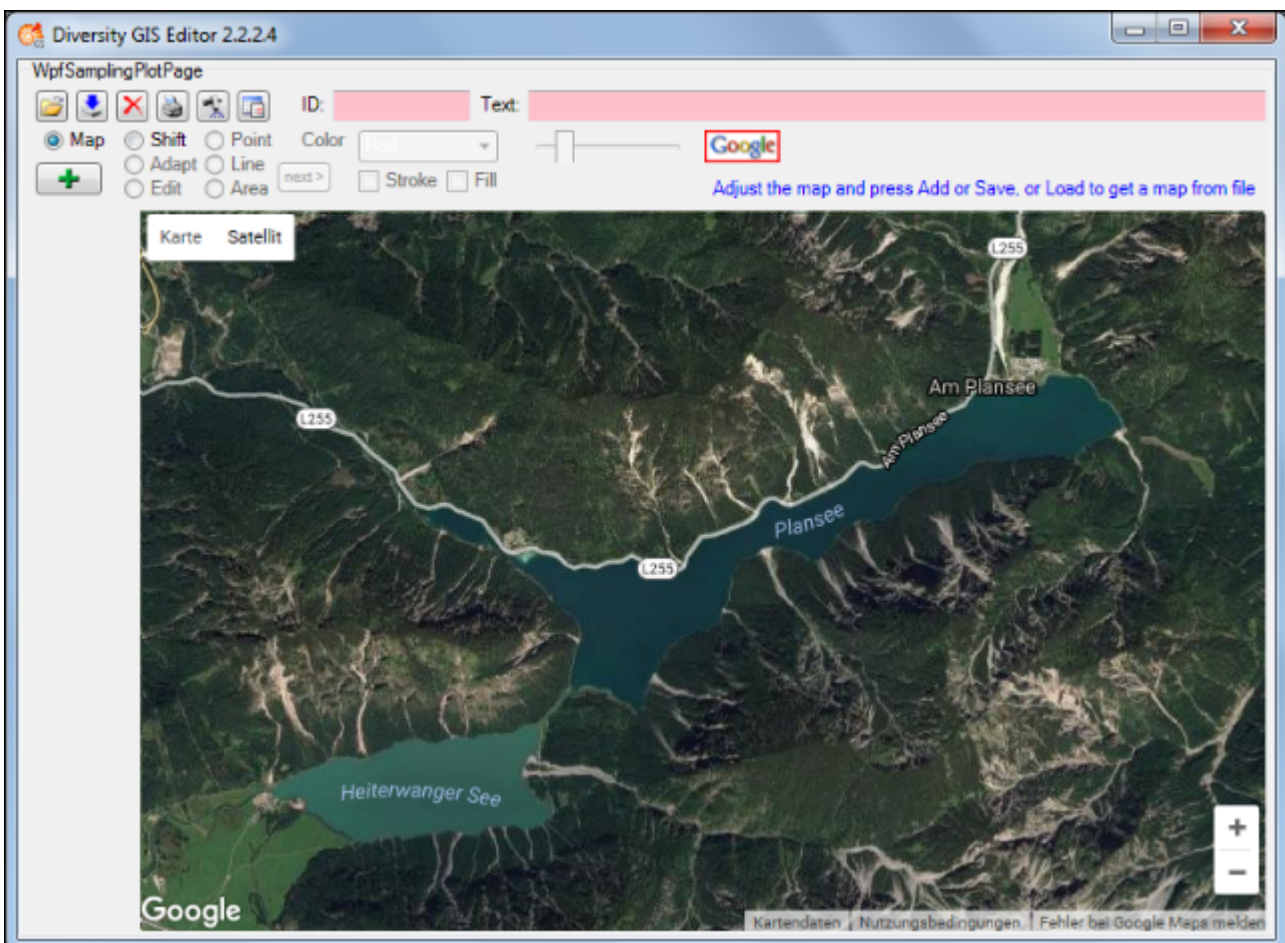 Diversity GIS Editor 2.2.2.4
WpfSamplingPlotPage
ID: Text:
Map Shift Point Color Red Google
Adapt Line
next > Stroke Fill
Edit Area
Adjust the map and press Add or Save, or Load to get a map from file
Karte Satellit
L255
Am Plansee
L255
Am Plansee
Plansee
L255
Heiterwanger See
Google
Kartendaten Nutzungsbedingungen Fehler bei Google Maps melden